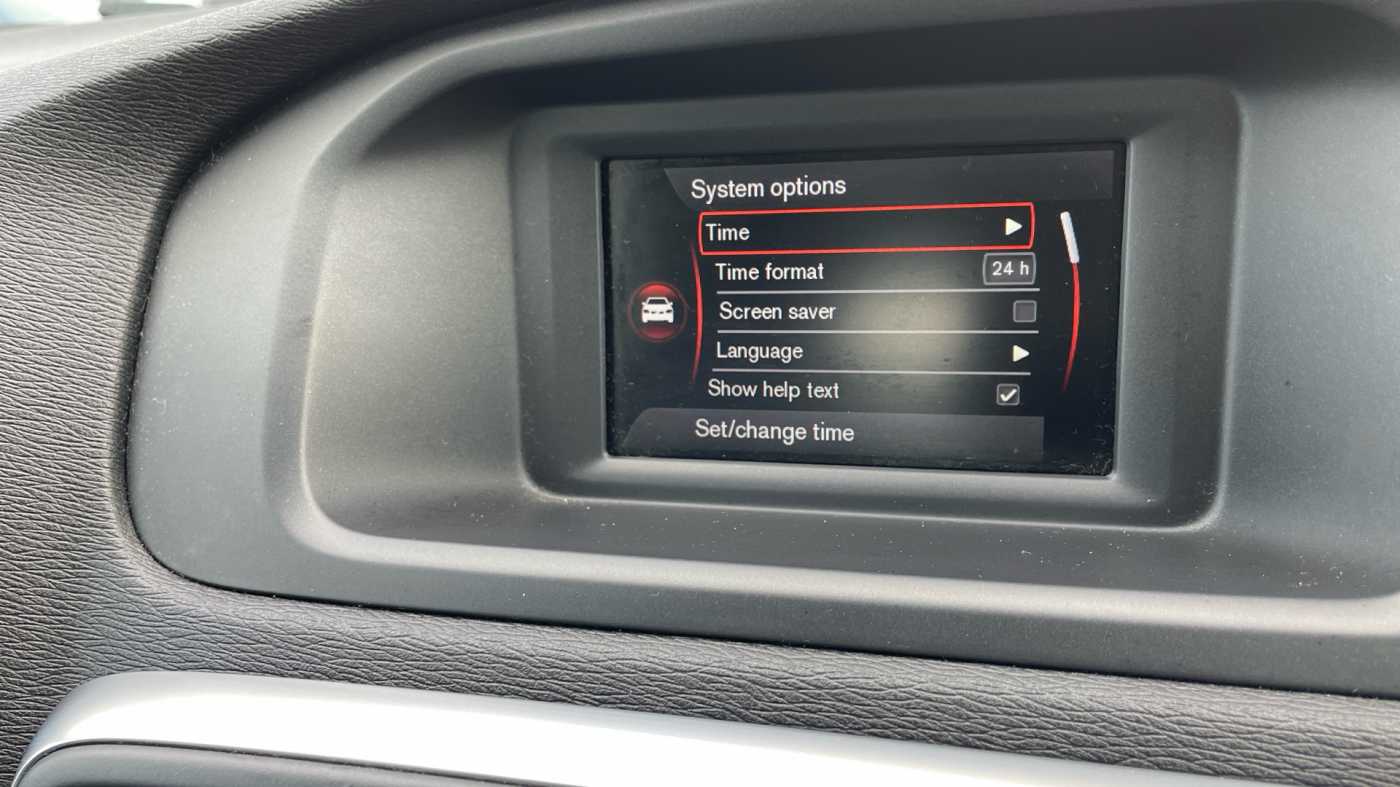 System options
Time
Time format 24 h
Screen saver
Language
Show help text
Set/change time